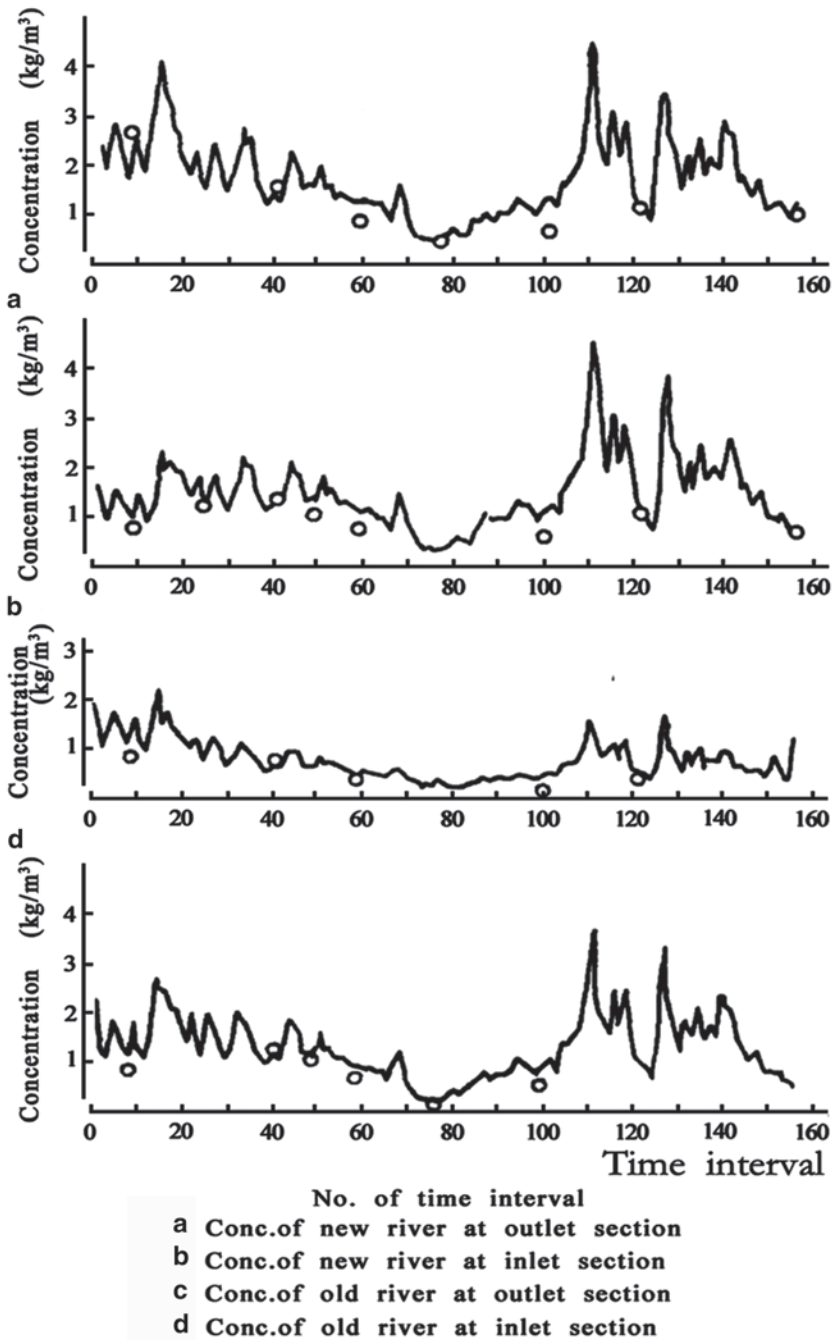 Concentration (kg/m³)
4
3
2
1
0 20 40 60 80 100 120 140 160
a
Concentration (kg/m³)
4
3
2
1
0 20 40 60 80 100 120 140 160
b
Concentration
(kg/m³)
3
2
1
0 20 40 60 80 100 120 140 160
d
Concentration (kg/m³)
4
3
2
1
0 20 40 60 80 100 120 140 160
Time interval
No. of time interval
a Conc.of new river at outlet section
b Conc.of new river at inlet section
c Conc.of old river at outlet section
d Conc.of old river at inlet section